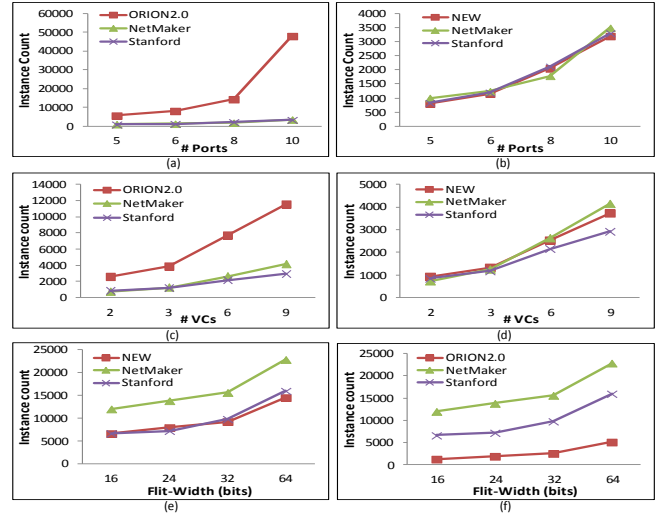 60000
50000
40000
30000
20000
10000
0
Instance Count
ORION2.0
NetMaker
Stanford
5 6 8 10
# Ports
(a)
4000
3500
3000
2500
2000
1500
1000
500
0
Instance Count
NEW
NetMaker
Stanford
5 6 8 10
# Ports
(b)
14000
12000
10000
8000
6000
4000
2000
0
Instance count
ORION2.0
NetMaker
Stanford
2 3 6 9
# VCs
(c)
5000
4000
3000
2000
1000
0
Instance count
NEW
NetMaker
Stanford
2 3 6 9
# VCs
(d)
25000
20000
15000
10000
5000
0
Instance count
NEW
NetMaker
Stanford
16 24 32 64
Flit-Width (bits)
(e)
25000
20000
15000
10000
5000
0
Instance count
ORION2.0
NetMaker
Stanford
16 24 32 64
Flit-Width (bits)
(f)